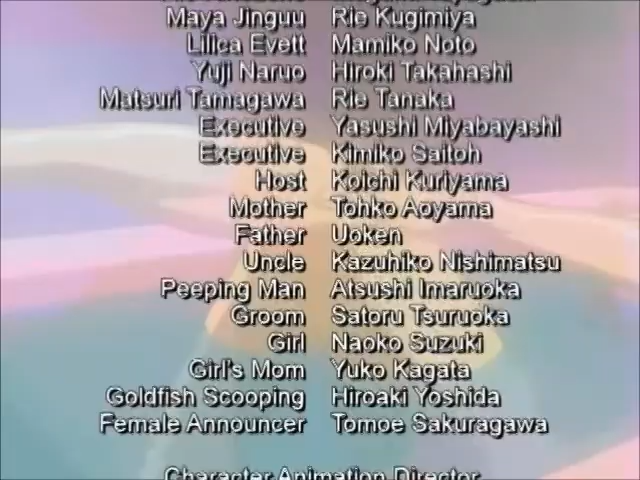 Maya Jinguu Rie Kugimiya
Lilica Evett Mamiko Noto
Yuji Naruo Hiroki Takahashi
Matsuri Tamagawa Rie Tanaka
Executive Yasushi Miyabayashi
Executive Kimiko Saitoh
Host Koichi Kuriyama
Mother Tohko Aoyama
Father Uoken
Uncle Kazuhiko Nishimatsu
Peeping Man Atsushi Imaruoka
Groom Satoru Tsuruoka
Girl Naoko Suzuki
Girl's Mom Yuko Kagata
Goldfish Scooping Hiroaki Yoshida
Female Announcer Tomoe Sakuragawa
Character Animation Director